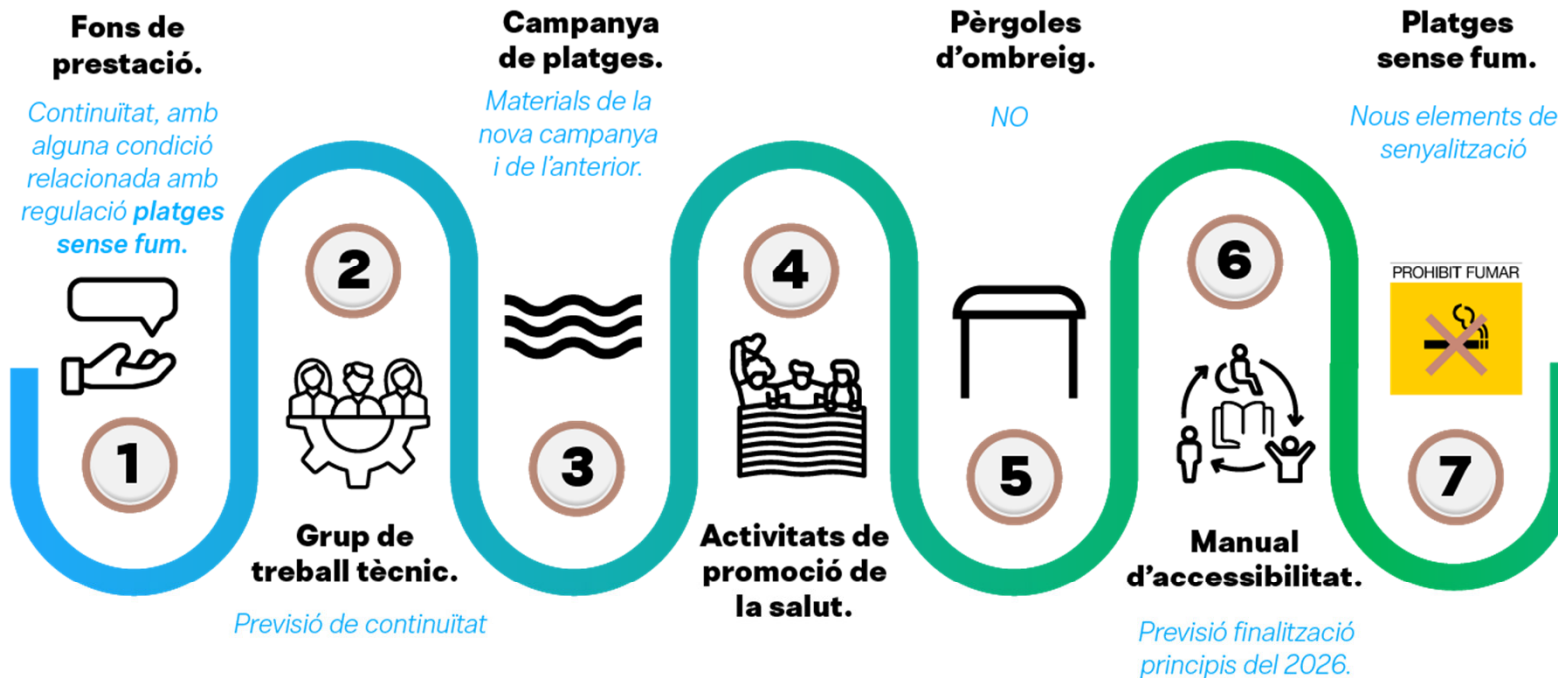 Fons de
prestació.
Continuïtat, amb
alguna condició
relacionada amb
regulació platges
sense fum.
1
2
Grup de
treball tècnic.
Previsió de continuïtat
Campanya
de platges.
Materials de la
nova campanya
i de l'anterior.
3
4
Activitats de
promoció de
la salut.
Pèrgoles
d'ombreig.
NO
5
6
Manual
d'accessibilitat.
Previsió finalització
principis del 2026.
Platges
sense fum.
Nous elements de
senyalització
PROHIBIT FUMAR
7